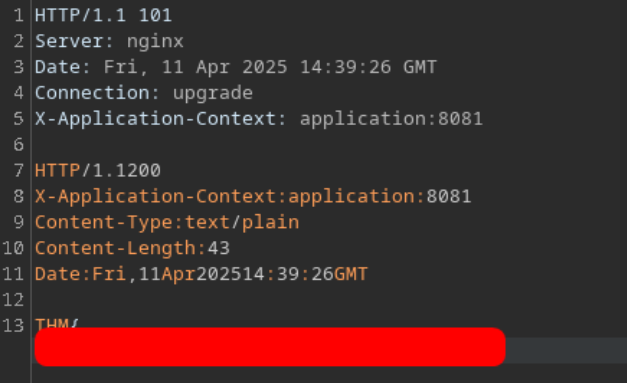 1 HTTP/1.1 101
2 Server: nginx
3 Date: Fri, 11 Apr 2025 14:39:26 GMT
4 Connection: upgrade
5 X-Application-Context: application:8081
6
7 HTTP/1.1200
8 X-Application-Context:application:8081
9 Content-Type:text/plain
10 Content-Length:43
11 Date:Fri,11Apr202514:39:26GMT
12
13 THM{